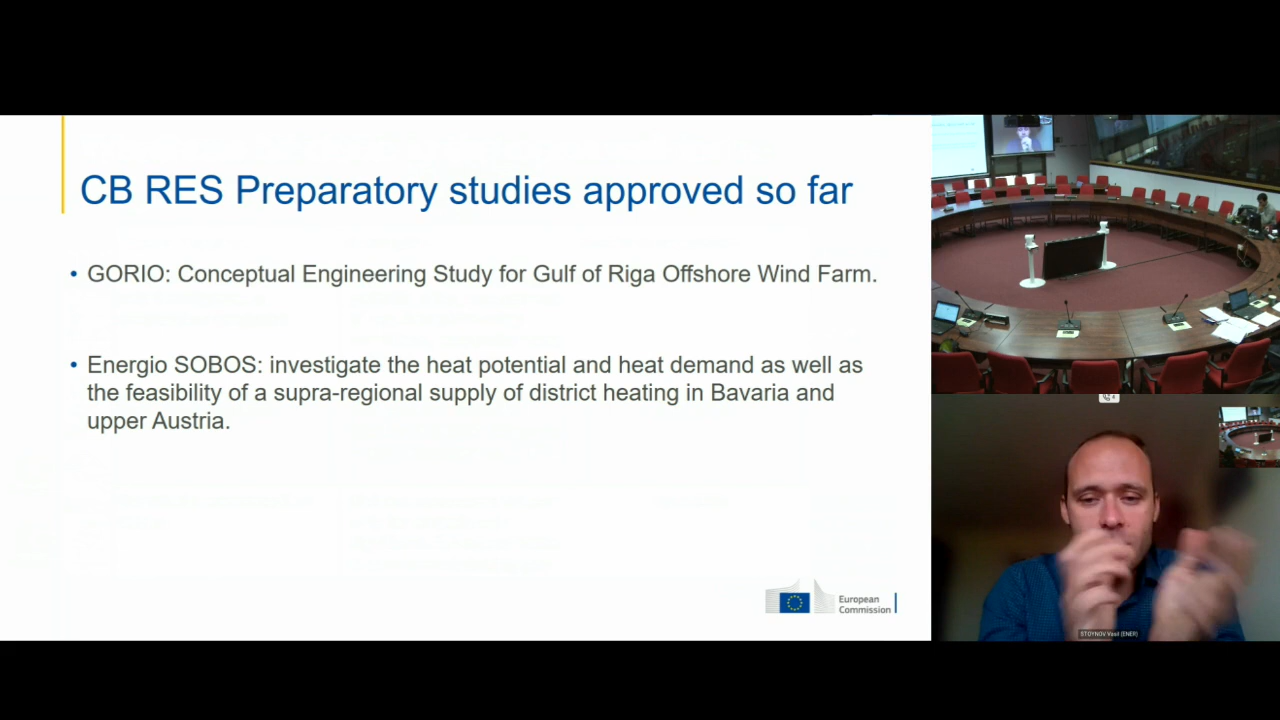 CB RES Preparatory studies approved so far
• GORIO: Conceptual Engineering Study for Gulf of Riga Offshore Wind Farm.
• Energio SOBOS: investigate the heat potential and heat demand as well as
the feasibility of a supra-regional supply of district heating in Bavaria and
upper Austria.
European
Commission
STOYNOV Vasil (ENER)